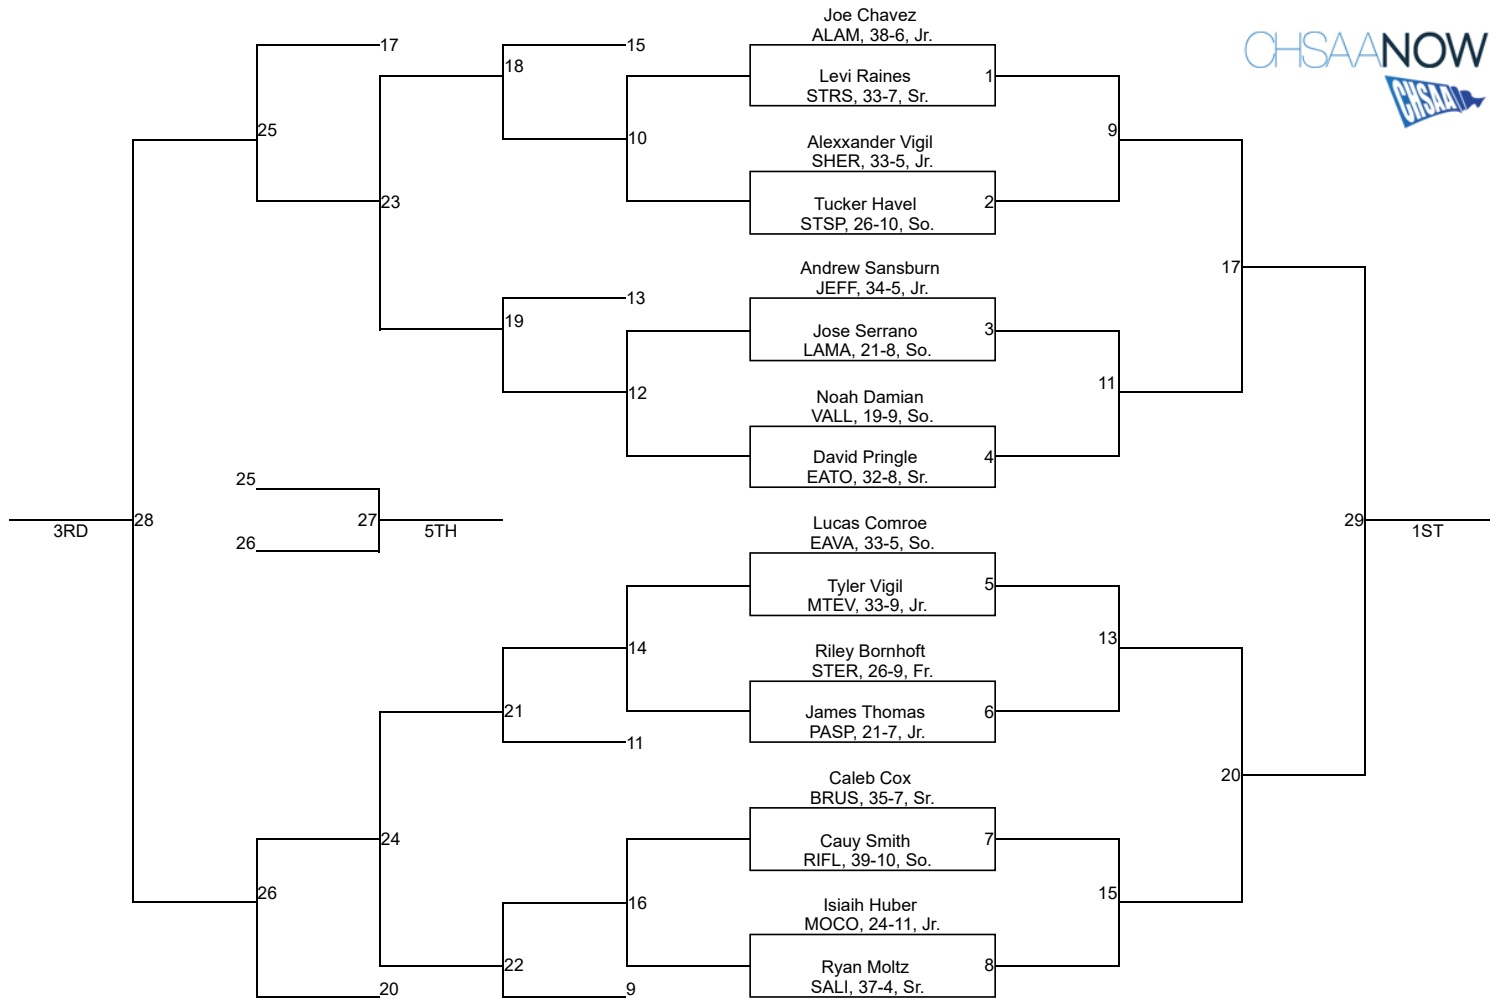 Joe Chavez
ALAM, 38-6, Jr.
CHSAANOW
CHSAA
17
15
18
Levi Raines
STRS, 33-7, Sr.
1
25
10
9
Alexxander Vigil
SHER, 33-5, Jr.
23
Tucker Havel
STSP, 26-10, So.
2
Andrew Sansburn
JEFF, 34-5, Jr.
17
13
19
Jose Serrano
LAMA, 21-8, So.
3
12
11
Noah Damian
VALL, 19-9, So.
David Pringle
EATO, 32-8, Sr.
4
25
3RD
28
27
5TH
29
1ST
26
Lucas Comroe
EAVA, 33-5, So.
Tyler Vigil
MTEV, 33-9, Jr.
5
14
13
Riley Bornhoft
STER, 26-9, Fr.
21
James Thomas
PASP, 21-7, Jr.
6
11
Caleb Cox
BRUS, 35-7, Sr.
20
24
Cauy Smith
RIFL, 39-10, So.
7
26
16
15
Isiaih Huber
MOCO, 24-11, Jr.
22
Ryan Moltz
SALI, 37-4, Sr.
8
20
9